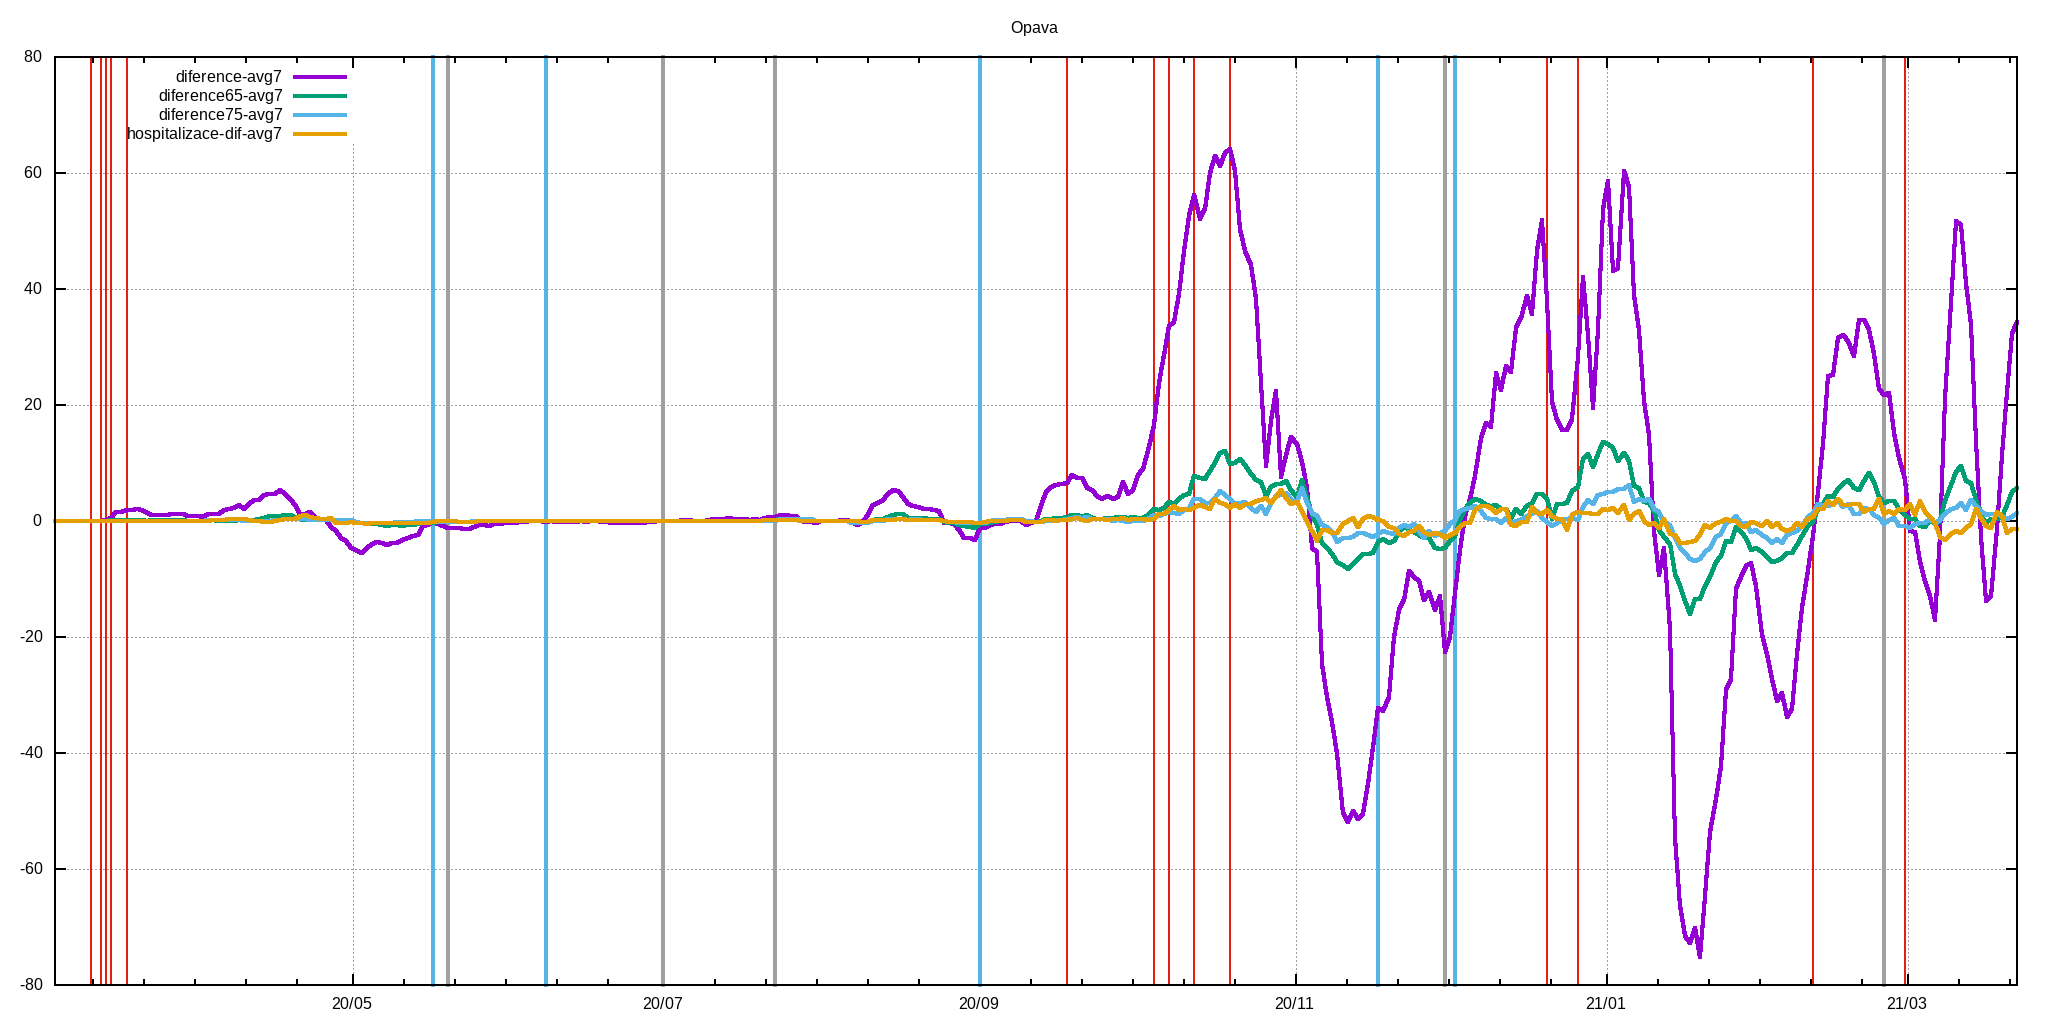 Opava
80
diference-avg7
diference65-avg7
diference75-avg7
hospitalizace-dif-avg7
60
40
20
0
-20
-40
-60
-80
20/05 20/07 20/09 20/11 21/01 21/03